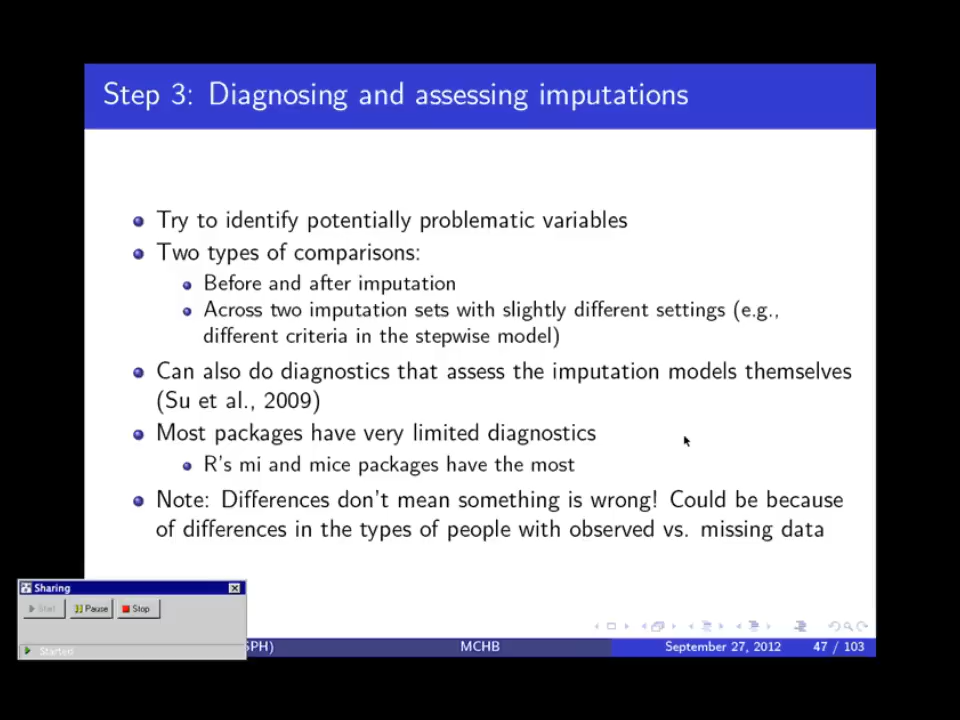 Step 3: Diagnosing and assessing imputations
Try to identify potentially problematic variables
Two types of comparisons:
Before and after imputation
Across two imputation sets with slightly different settings (e.g.,
different criteria in the stepwise model)
Can also do diagnostics that assess the imputation models themselves
(Su et al., 2009)
Most packages have very limited diagnostics
R's mi and mice packages have the most
Note: Differences don't mean something is wrong! Could be because
of differences in the types of people with observed vs. missing data
Sharing
Start Pause Stop
Started
SPH) MCHB September 27, 2012 47 / 103